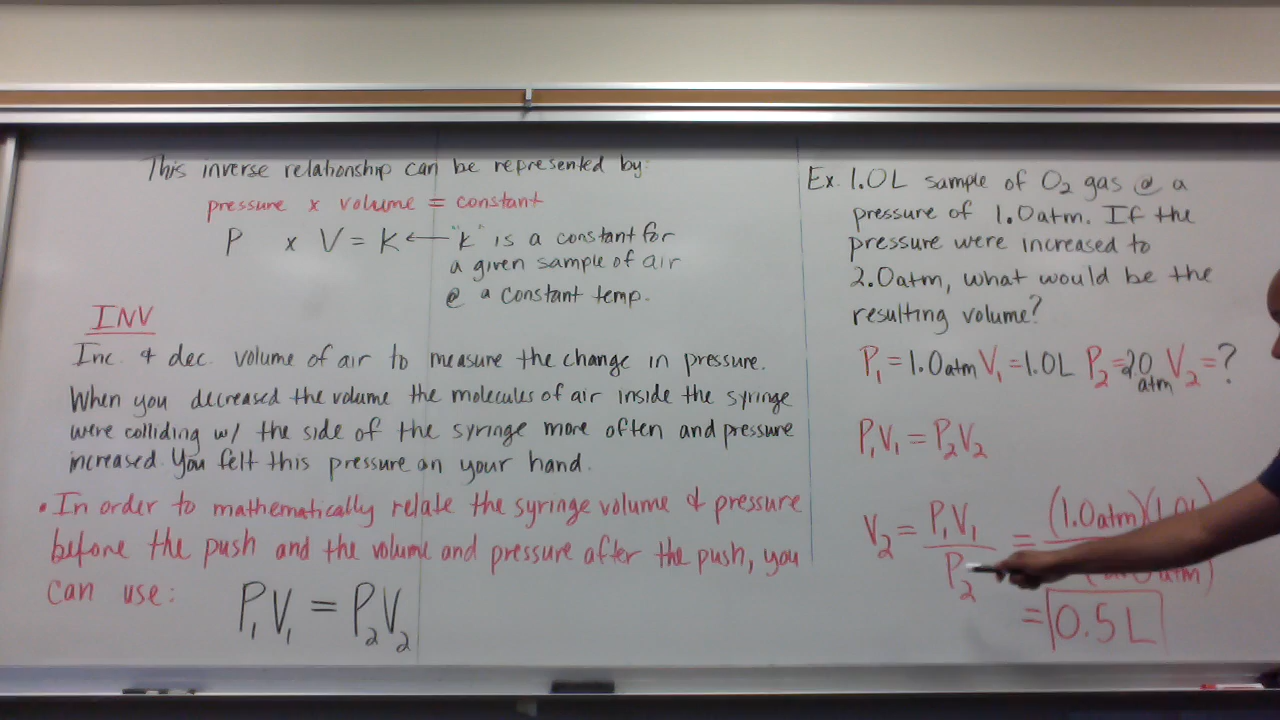 This inverse relationship can be represented by:
pressure x volume = constant
P x V = K ← "k" is a constant for
a given sample of air
@ a constant temp.
INV
Inc. & dec. volume of air to measure the change in pressure.
When you decreased the volume the molecules of air inside the syringe
were colliding w/ the side of the syringe more often and pressure
increased. You felt this pressure on your hand.
• In order to mathematically relate the syringe volume & pressure
before the push and the volume and pressure after the push, you
can use: P₁V₁ = P₂V₂
Ex. 1.0L sample of O₂ gas @ a
pressure of 1.0atm. If the
pressure were increased to
2.0atm, what would be the
resulting volume?
P₁=1.0atm V₁=1.0L P₂=2.0 atm V₂=?
P₁V₁ = P₂V₂
V₂ = P₁V₁ / P₂ = (1.0atm)(1.0L)
= 0.5L